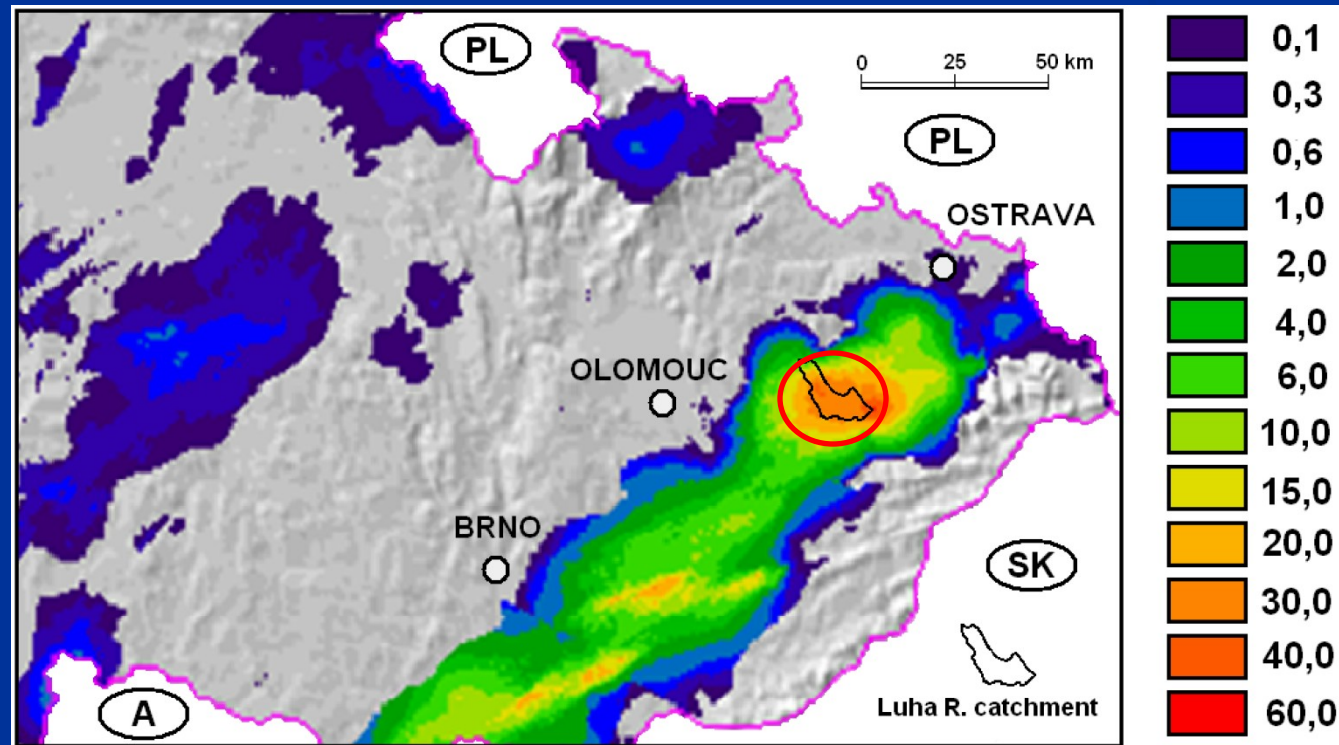 PL
0 25 50 km
PL
OSTRAVA
OLOMOUC
BRNO
SK
A
Luha R. catchment
0,1
0,3
0,6
1,0
2,0
4,0
6,0
10,0
15,0
20,0
30,0
40,0
60,0